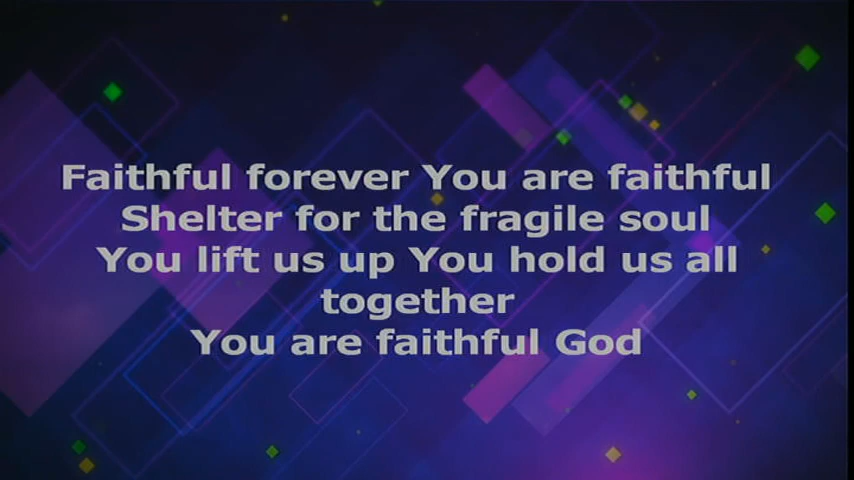 Faithful forever You are faithful
Shelter for the fragile soul
You lift us up You hold us all
together
You are faithful God